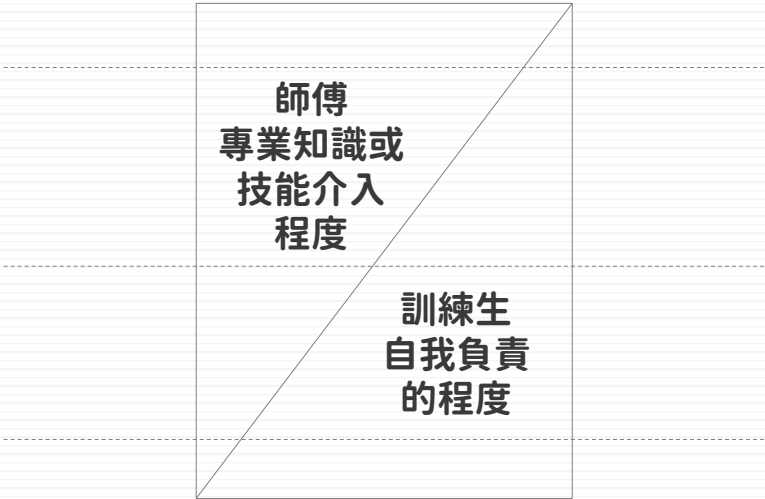 師傅
專業知識或
技能介入
程度
訓練生
自我負責
的程度